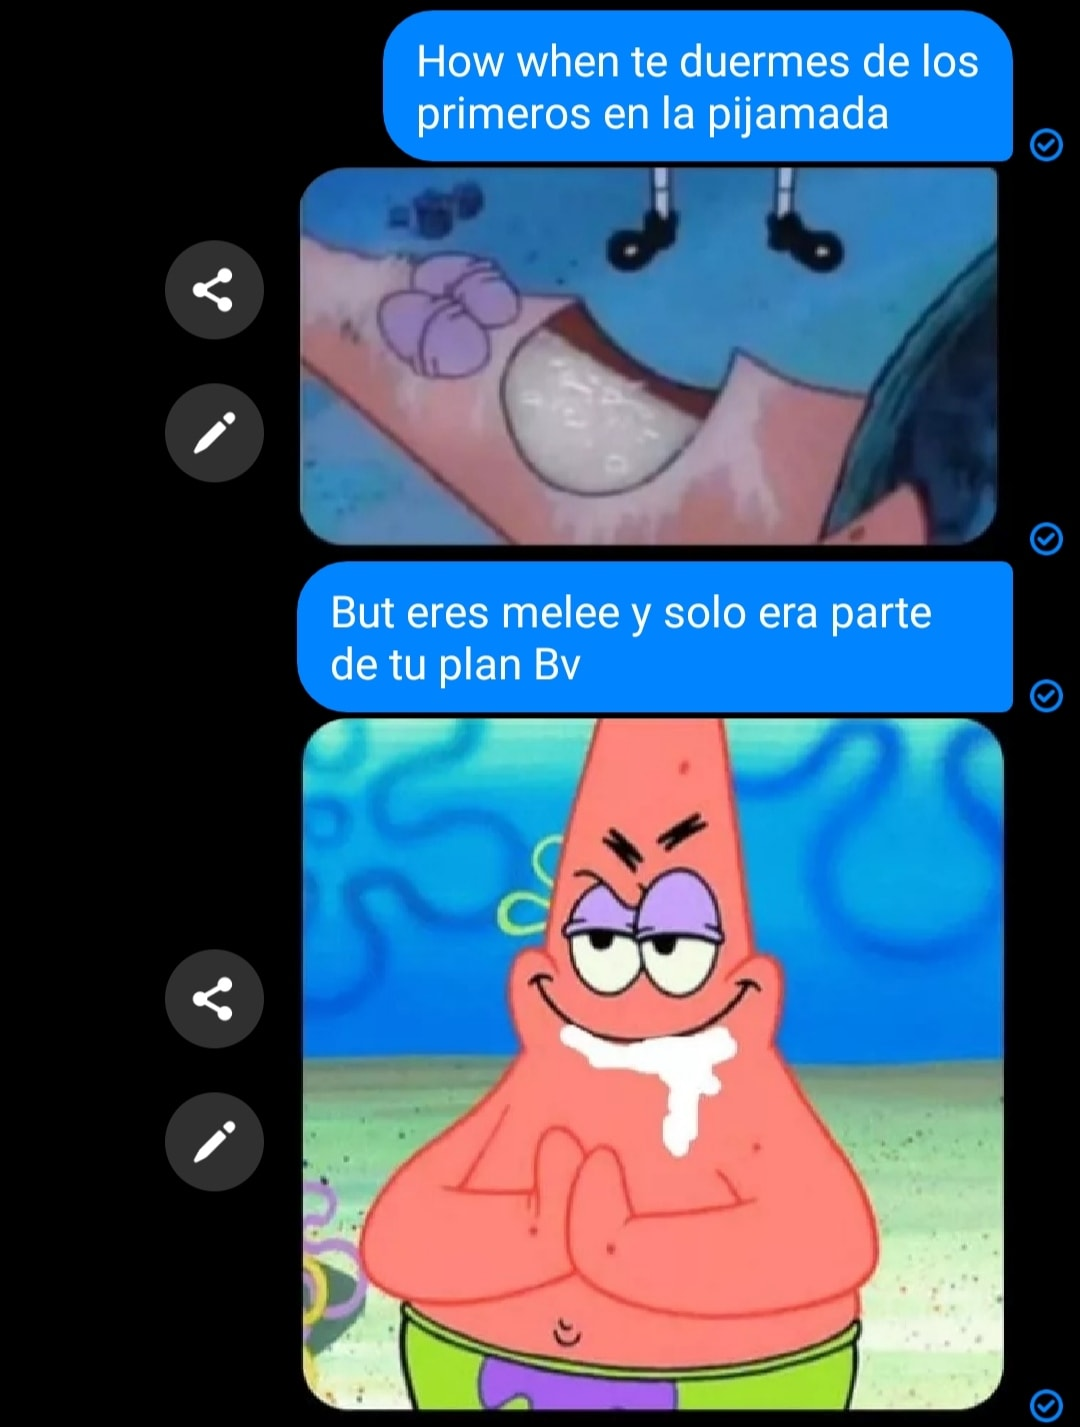 How when te duermes de los
primeros en la pijamada
But eres melee y solo era parte
de tu plan Bv